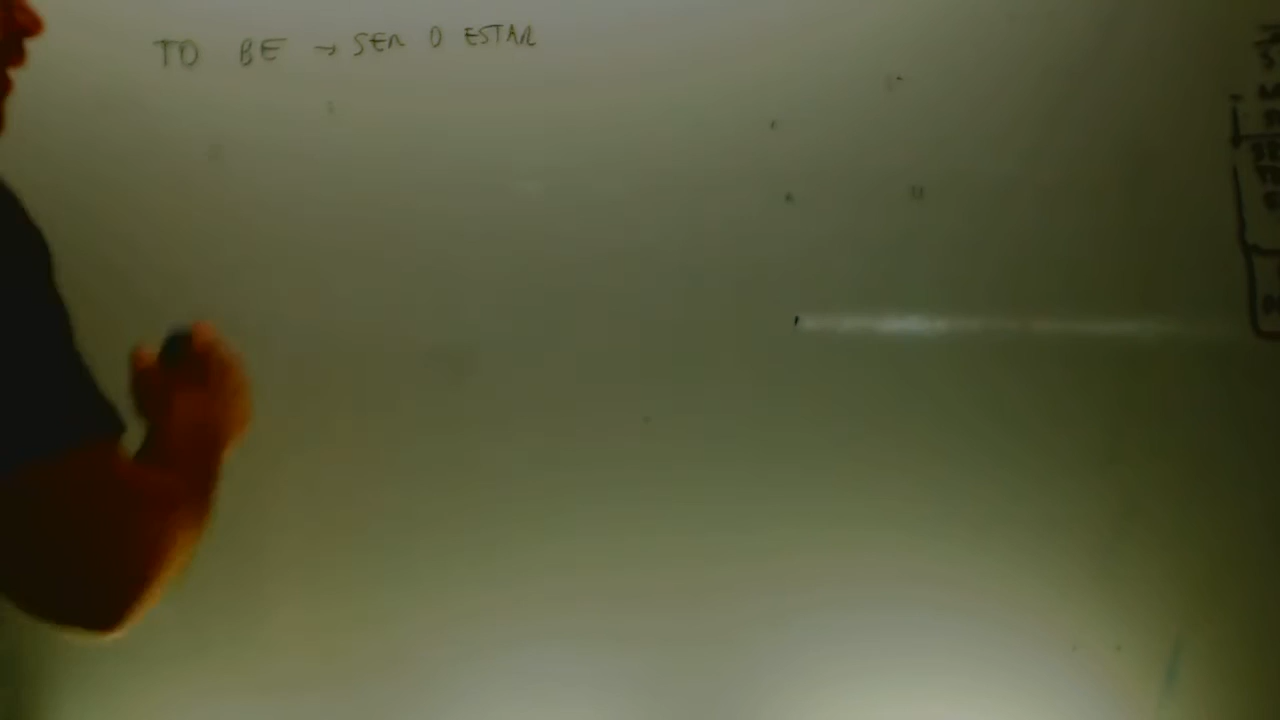 TO BE → SER O ESTAR